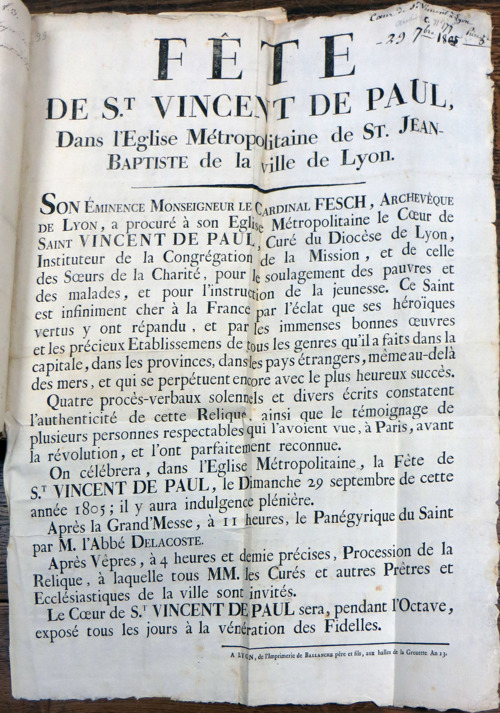 Cœur de St Vincent à Lyon
29 7bre 1805
FÊTE
DE S.T VINCENT DE PAUL,
Dans l'Eglise Métropolitaine de ST. JEAN-
BAPTISTE de la ville de Lyon.
SON ÉMINENCE MONSEIGNEUR LE CARDINAL FESCH, ARCHEVÊQUE
DE LYON, a procuré à son Eglise Métropolitaine le Cœur de
SAINT VINCENT DE PAUL, Curé du Diocèse de Lyon,
Instituteur de la Congrégation de la Mission, et de celle
des Sœurs de la Charité, pour le soulagement des pauvres et
des malades, et pour l'instruction de la jeunesse. Ce Saint
est infiniment cher à la France par l'éclat que ses héroïques
vertus y ont répandu, et par les immenses bonnes œuvres
et les précieux Etablissemens de tous les genres qu'il a faits dans la
capitale, dans les provinces, dans les pays étrangers, même au-delà
des mers, et qui se perpétuent encore avec le plus heureux succès.
Quatre procès-verbaux solennels et divers écrits constatent
l'authenticité de cette Relique, ainsi que le témoignage de
plusieurs personnes respectables qui l'avoient vue, à Paris, avant
la révolution, et l'ont parfaitement reconnue.
On célébrera, dans l'Eglise Métropolitaine, la Fête de
S.T VINCENT DE PAUL, le Dimanche 29 septembre de cette
année 1805; il y aura indulgence plénière.
Après la Grand'Messe, à 11 heures, le Panégyrique du Saint
par M. l'Abbé DELACOSTE.
Après Vêpres, à 4 heures et demie précises, Procession de la
Relique, à laquelle tous MM. les Curés et autres Prêtres et
Ecclésiastiques de la ville sont invités.
Le Cœur de S.T VINCENT DE PAUL sera, pendant l'Octave,
exposé tous les jours à la vénération des Fidelles.
A LYON, de l'Imprimerie de BALLANCHE père et fils, aux halles de la Grenette An 13.